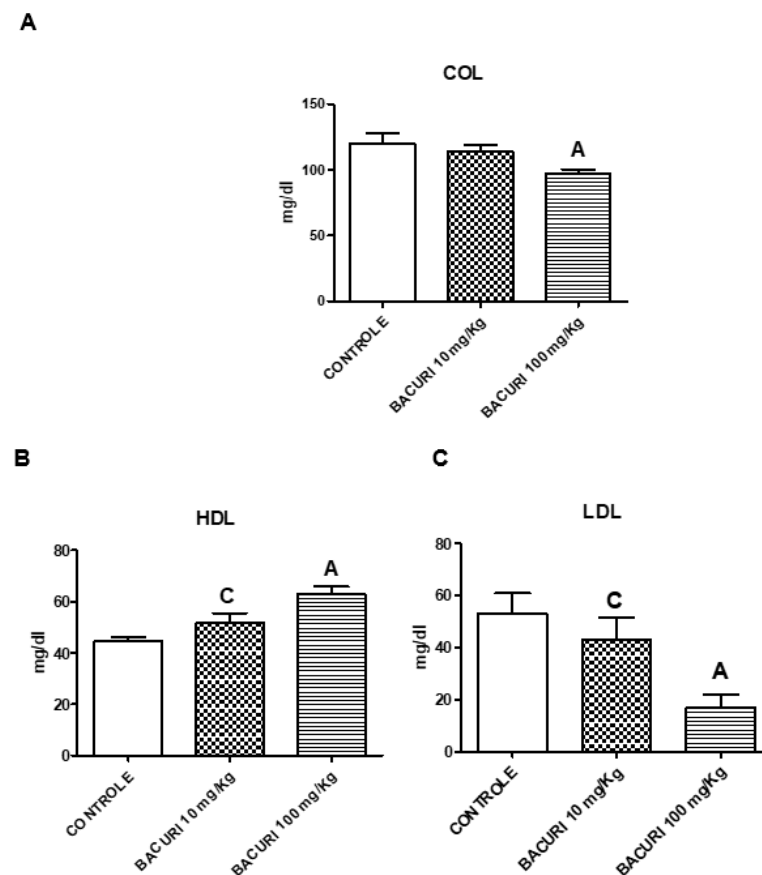 A
COL
150
100
50
0
mg/dl
A
CONTROLE
BACURI 10 mg/Kg
BACURI 100 mg/Kg
B
HDL
80
60
40
20
0
mg/dl
C
A
CONTROLE
BACURI 10 mg/Kg
BACURI 100 mg/Kg
C
LDL
80
60
40
20
0
mg/dl
C
A
CONTROLE
BACURI 10 mg/Kg
BACURI 100 mg/Kg